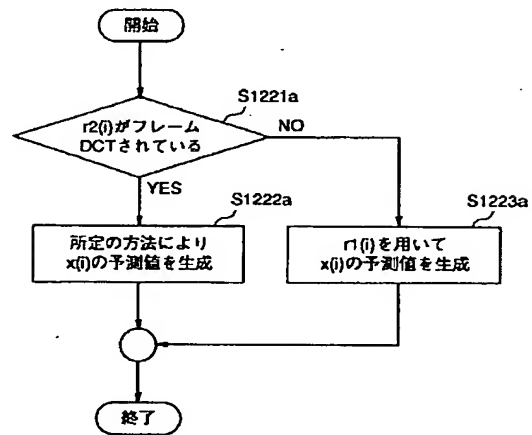 開始
S1221a
r2(i)がフレーム
DCTされている
NO
YES
S1222a
所定の方法により
x(i)の予測値を生成
S1223a
r1(i)を用いて
x(i)の予測値を生成
終了